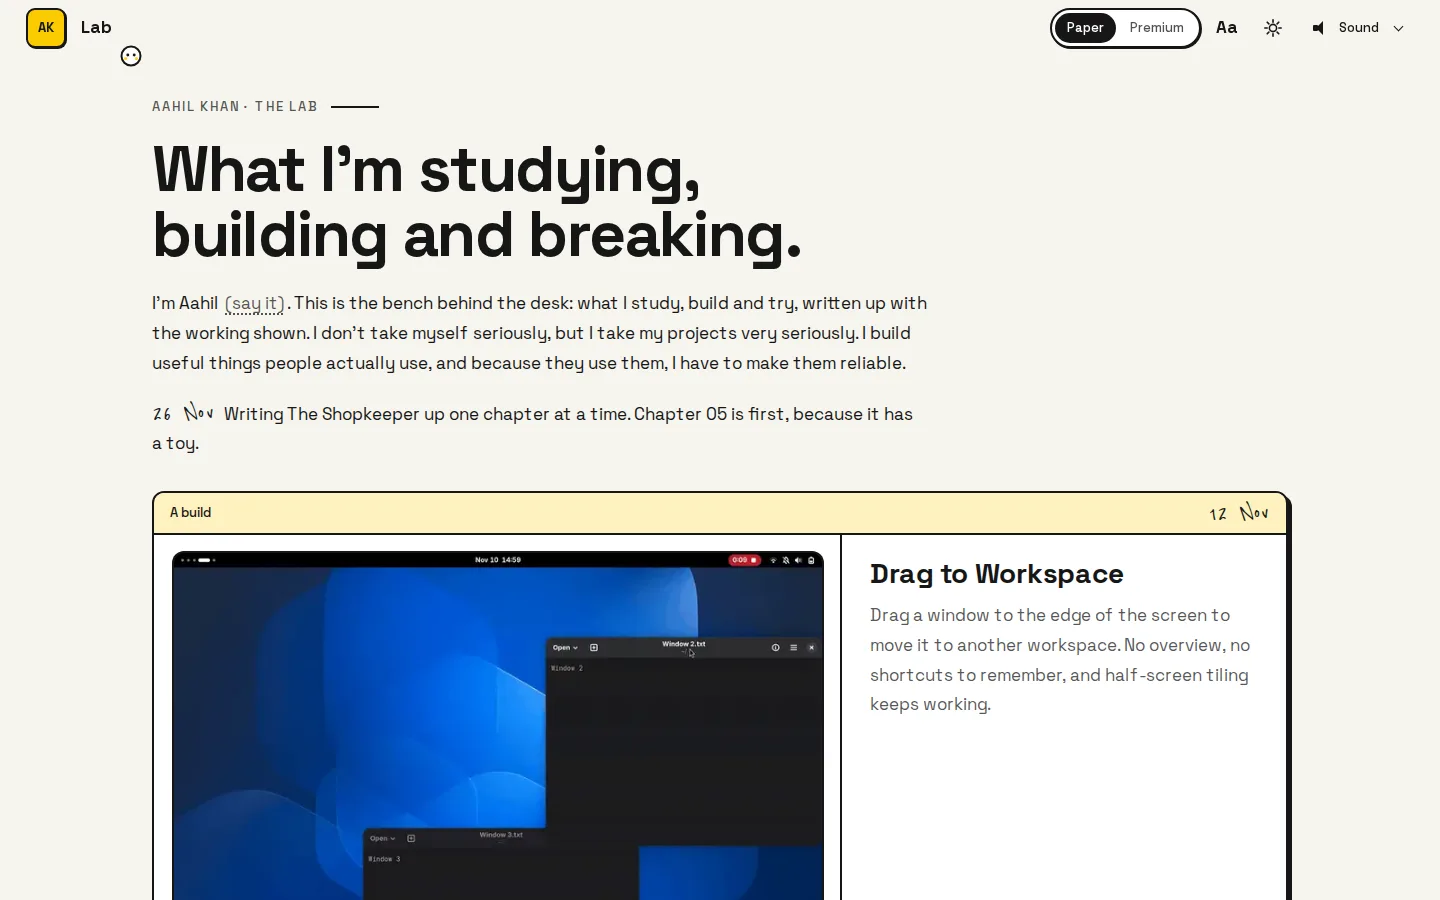 AK
Lab
Paper
Premium
Aa
Sound
AAHIL KHAN · THE LAB
What I'm studying,
building and breaking.
I'm Aahil (say it). This is the bench behind the desk: what I study, build and try, written up with
the working shown. I don't take myself seriously, but I take my projects very seriously. I build
useful things people actually use, and because they use them, I have to make them reliable.
26 Nov Writing The Shopkeeper up one chapter at a time. Chapter 05 is first, because it has
a toy.
A build
12 Nov
Nov 10 14:59
0:09
Open
Window 2.txt
Window 2
Open
Window 3.txt
Window 3
Drag to Workspace
Drag a window to the edge of the screen to
move it to another workspace. No overview, no
shortcuts to remember, and half-screen tiling
keeps working.